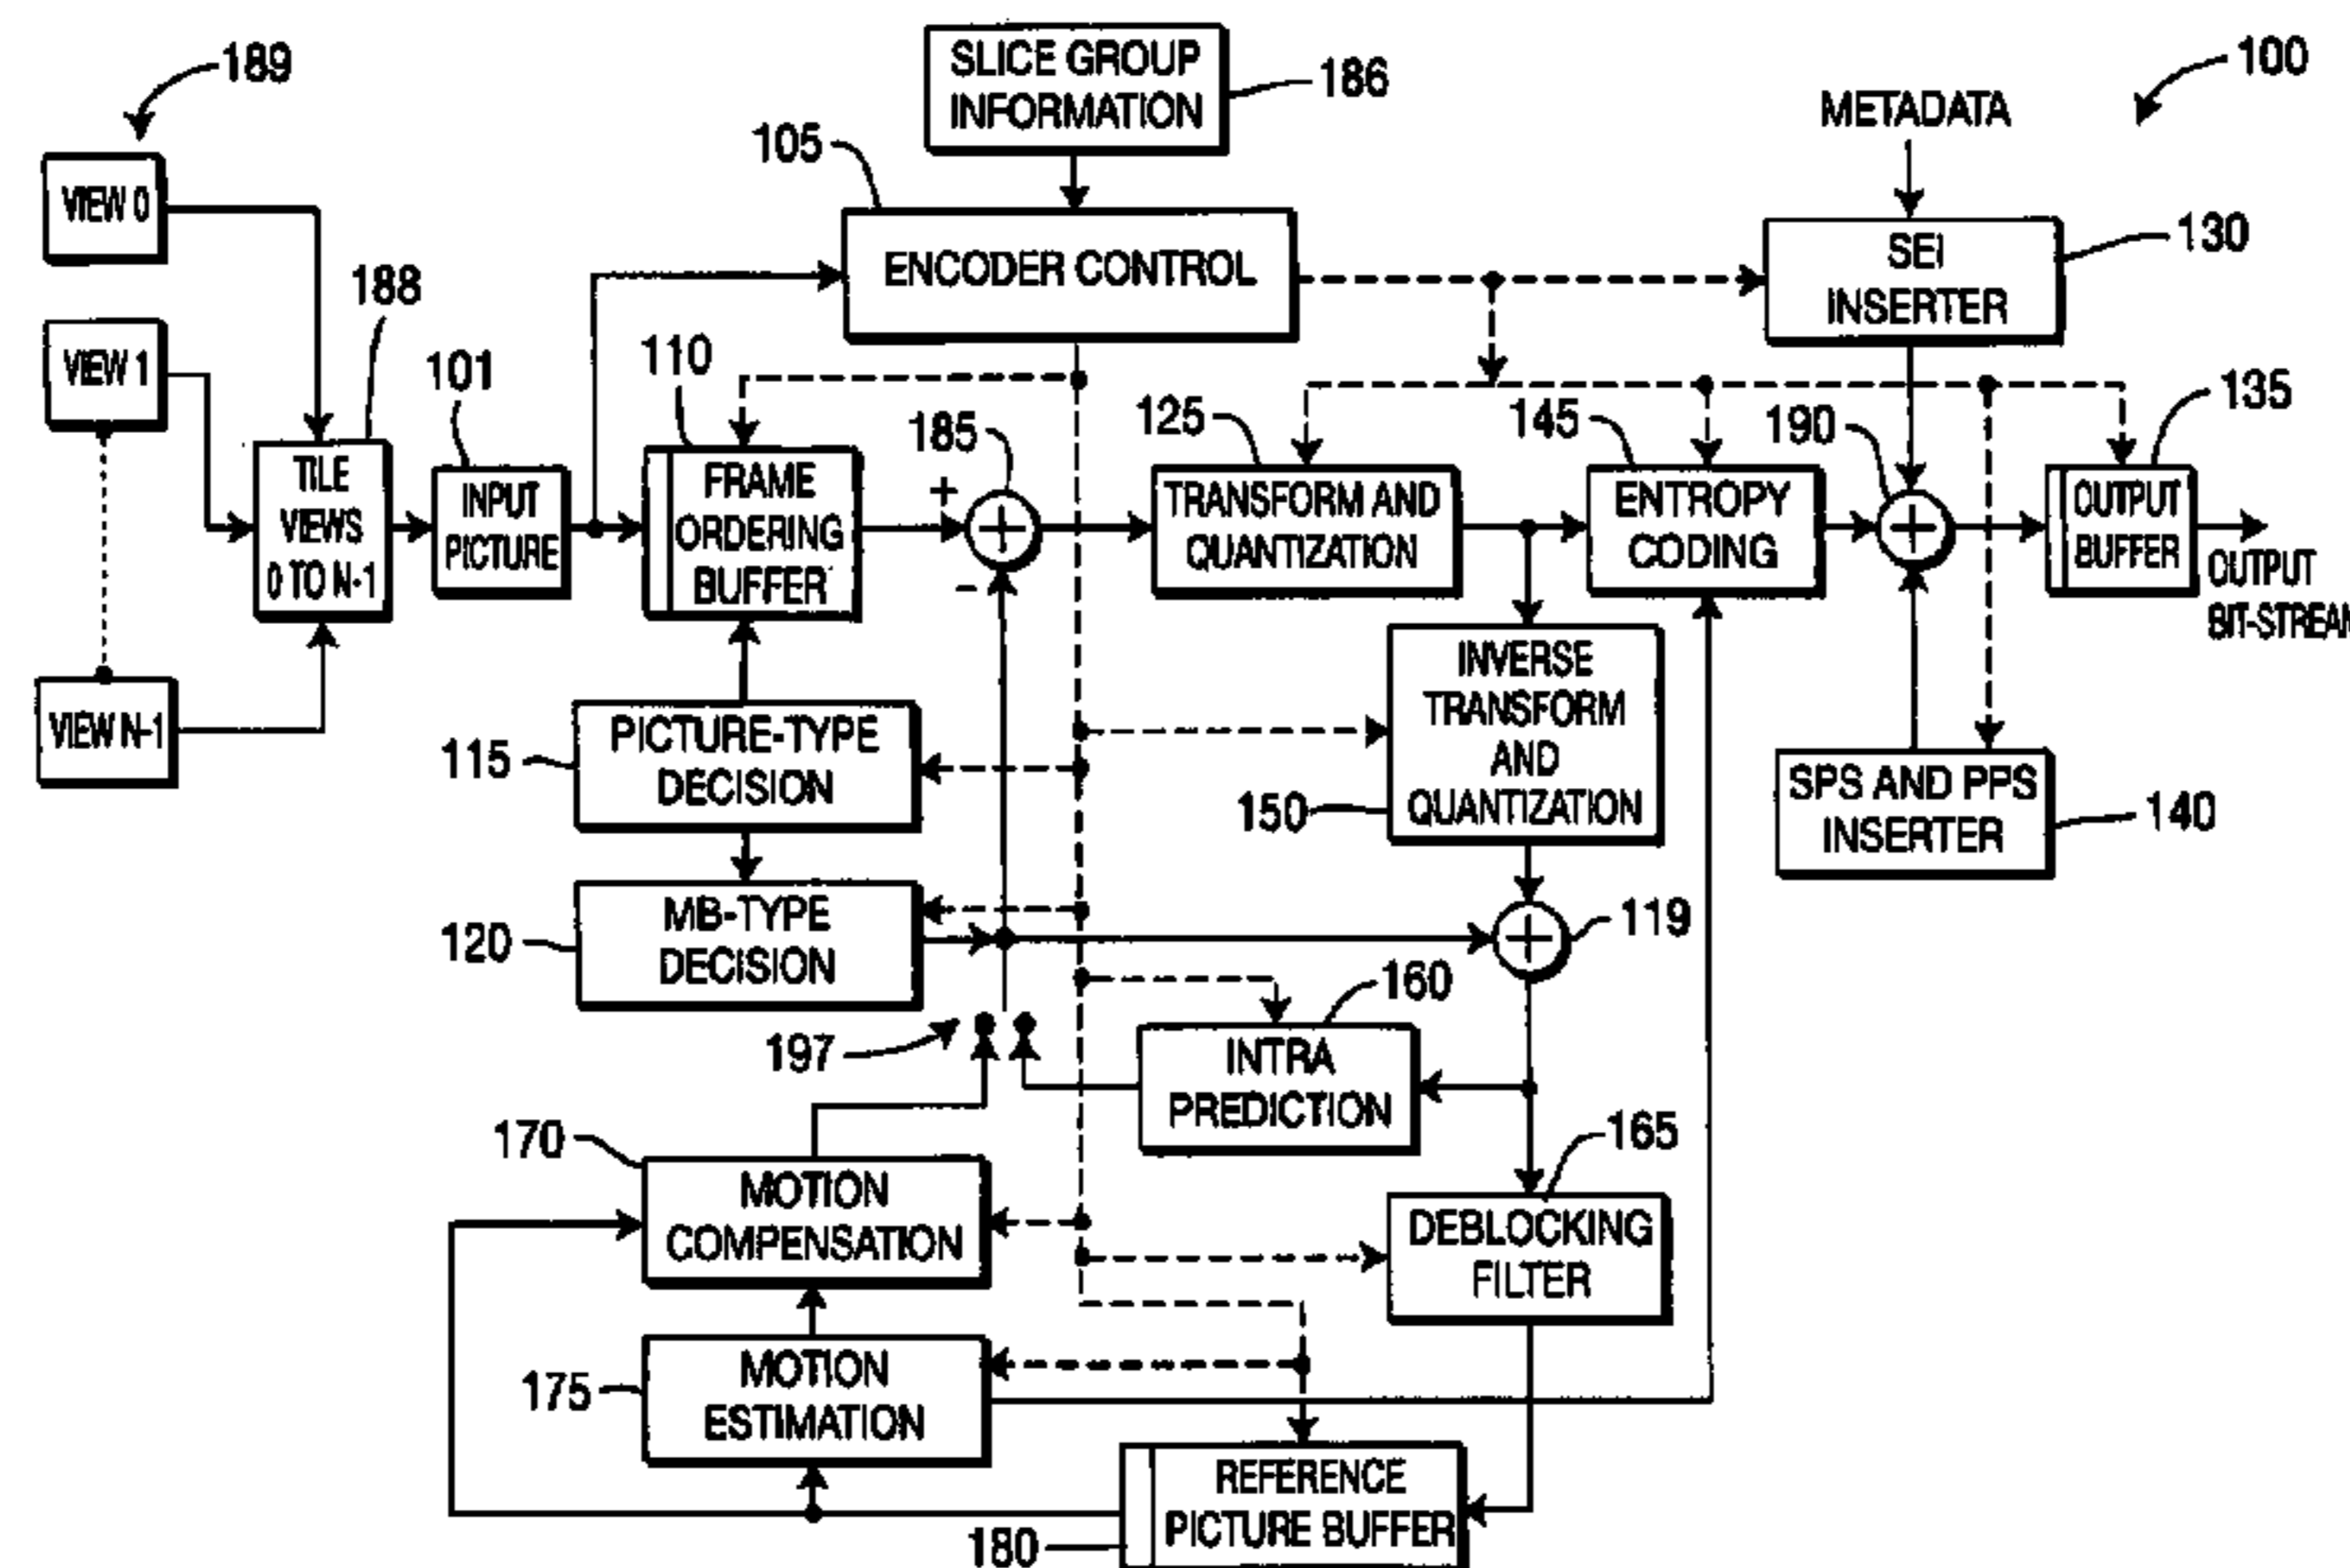 189
SLICE GROUP
INFORMATION
186
100
METADATA
105
VIEW 0
ENCODER CONTROL
SEI
INSERTER
130
188
VIEW 1
101
110
185
125
145
190
135
TILE
VIEWS
0 TO N-1
INPUT
PICTURE
FRAME
ORDERING
BUFFER
+
-
+
TRANSFORM AND
QUANTIZATION
ENTROPY
CODING
+
OUTPUT
BUFFER
OUTPUT
BIT-STREAM
VIEW N-1
115
PICTURE-TYPE
DECISION
INVERSE
TRANSFORM
AND
QUANTIZATION
150
SPS AND PPS
INSERTER
140
120
MB-TYPE
DECISION
+
119
197
160
INTRA
PREDICTION
170
MOTION
COMPENSATION
165
DEBLOCKING
FILTER
175
MOTION
ESTIMATION
180
REFERENCE
PICTURE BUFFER